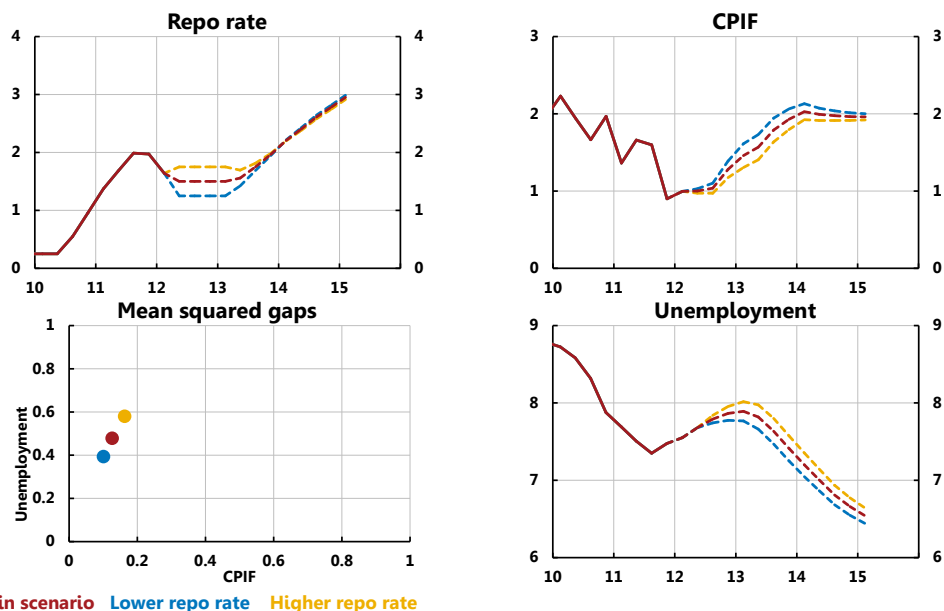 Repo rate
4 4
3 3
2 2
1 1
0 0
10 11 12 13 14 15
CPIF
3 3
2 2
1 1
0 0
10 11 12 13 14 15
Mean squared gaps
1
0.8
0.6
0.4
0.2
0
Unemployment
0 0.2 0.4 0.6 0.8 1
CPIF
Unemployment
9 9
8 8
7 7
6 6
10 11 12 13 14 15
in scenario Lower repo rate Higher repo rate